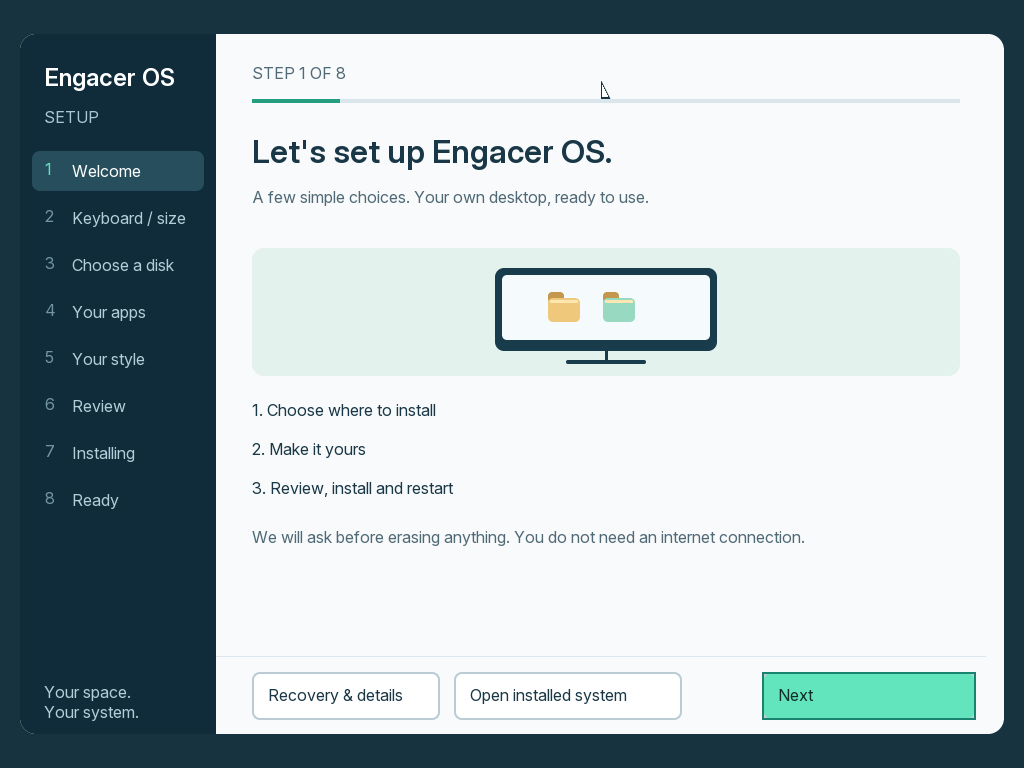 Engacer OS
SETUP
1 Welcome
2 Keyboard / size
3 Choose a disk
4 Your apps
5 Your style
6 Review
7 Installing
8 Ready
Your space.
Your system.
STEP 1 OF 8
Let's set up Engacer OS.
A few simple choices. Your own desktop, ready to use.
1. Choose where to install
2. Make it yours
3. Review, install and restart
We will ask before erasing anything. You do not need an internet connection.
Recovery & details
Open installed system
Next